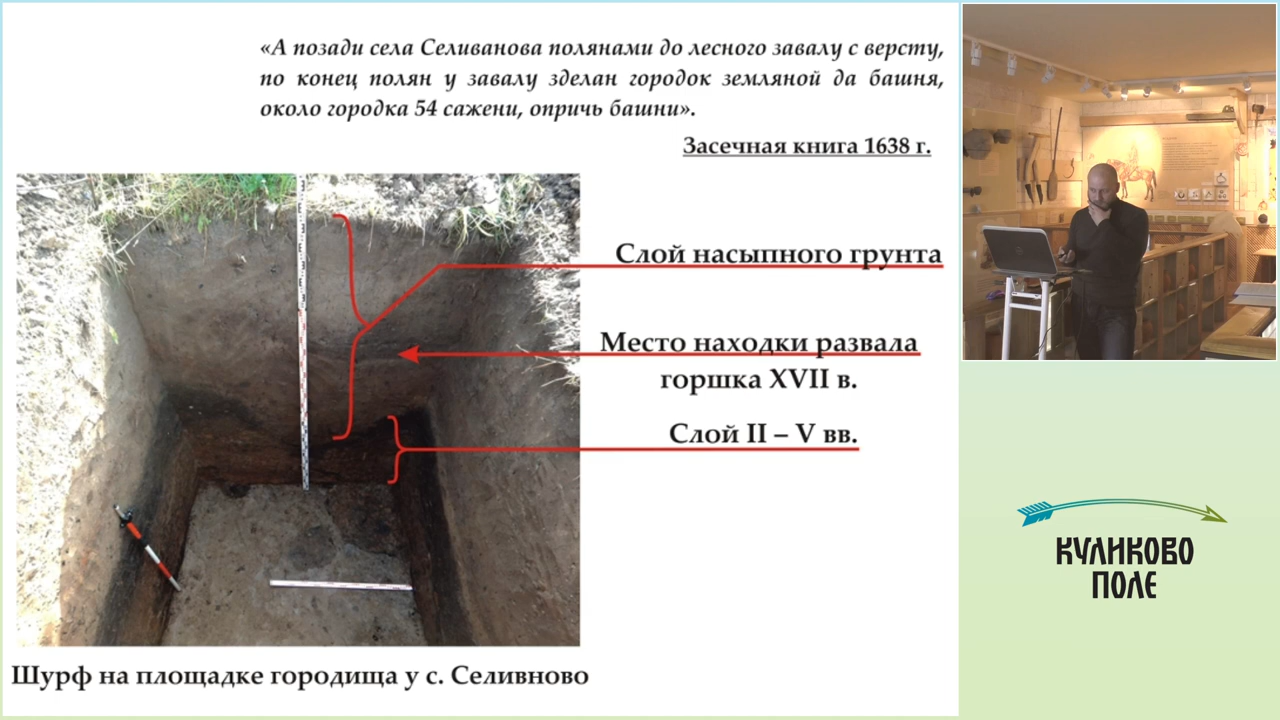 «А позади села Селиванова полянами до лесного завалу с версту,
по конец полян у завалу зделан городок земляной да башня,
около городка 54 сажени, опричь башни».
Засечная книга 1638 г.
Слой насыпного грунта
Место находки развала
горшка XVII в.
Слой II – V вв.
Шурф на площадке городища у с. Селивново
КУЛИКОВО
ПОЛЕ